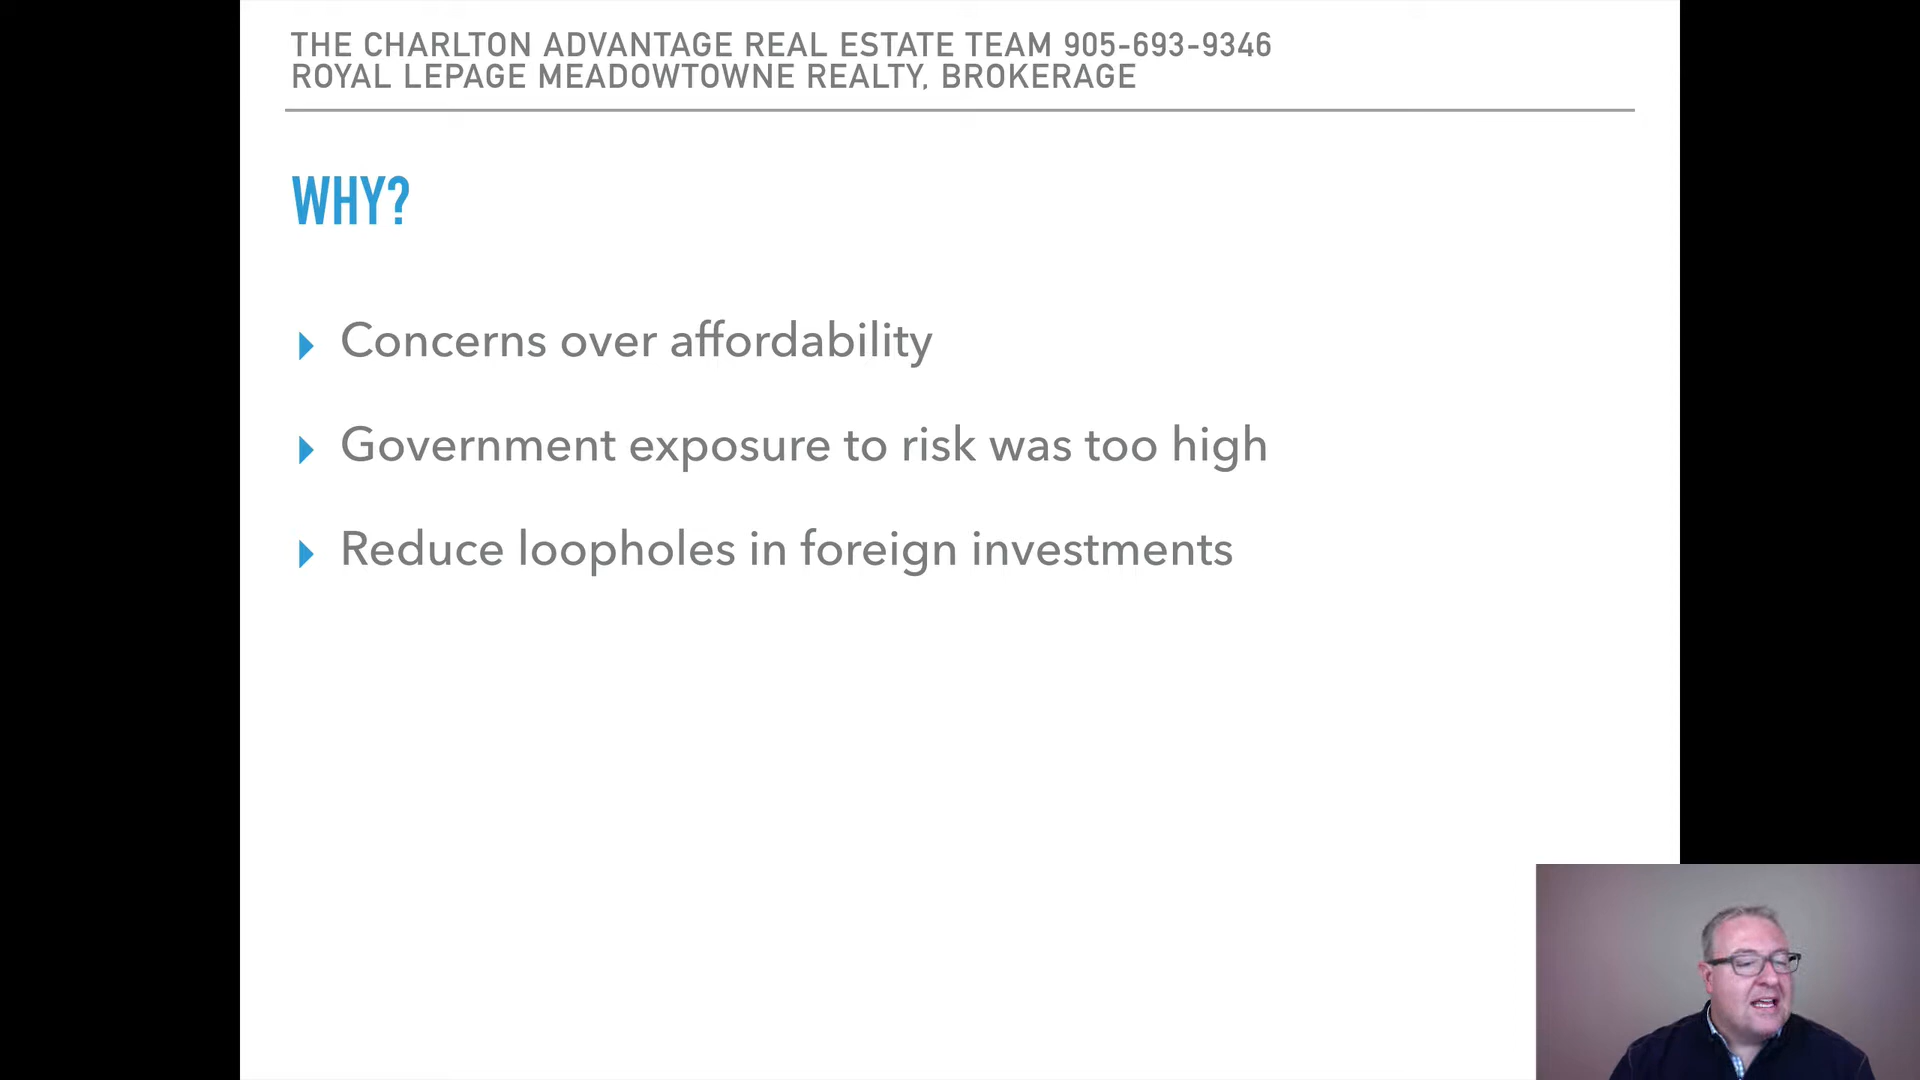 THE CHARLTON ADVANTAGE REAL ESTATE TEAM 905-693-9346
ROYAL LEPAGE MEADOWTOWNE REALTY, BROKERAGE
WHY?
Concerns over affordability
Government exposure to risk was too high
Reduce loopholes in foreign investments